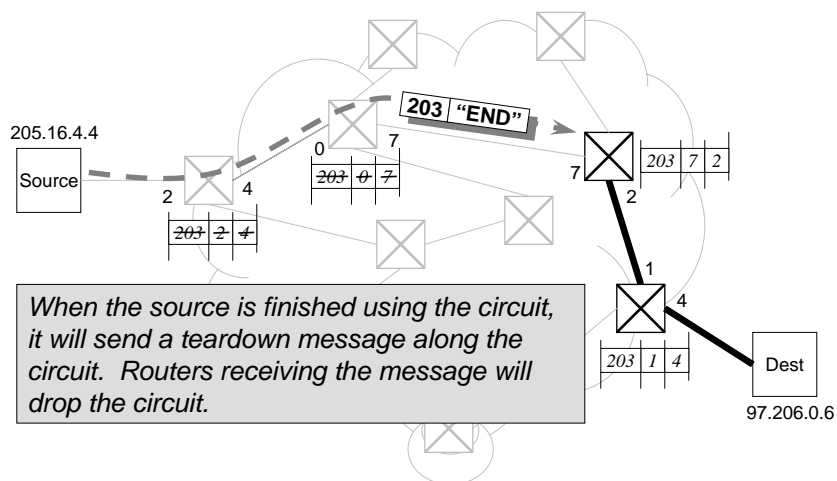 203 "END"
205.16.4.4
Source
2
4
203 2 4
0
7
203 0 7
7
2
203 7 2
1
4
203 1 4
Dest
97.206.0.6
When the source is finished using the circuit,
it will send a teardown message along the
circuit. Routers receiving the message will
drop the circuit.